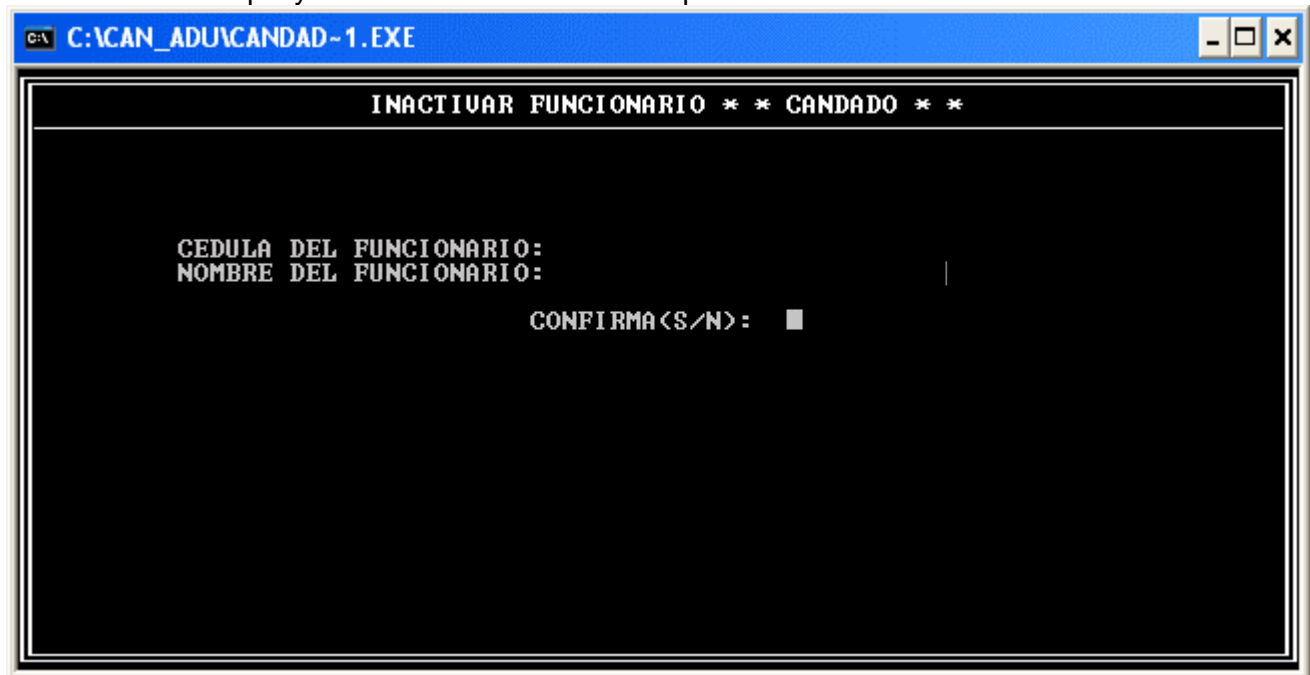 C:\CAN_ADU\CANDAD~1.EXE
INACTIVAR FUNCIONARIO * * CANDADO * *
CEDULA DEL FUNCIONARIO:
NOMBRE DEL FUNCIONARIO:
CONFIRMA(S/N):